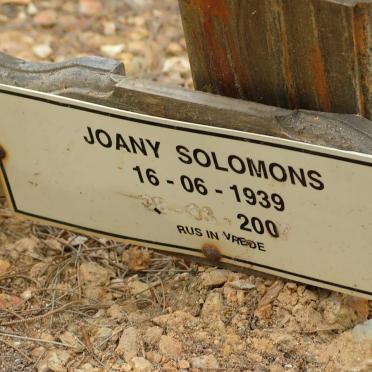 JOANY SOLOMONS
16-06-1939
200
RUS IN VREDE